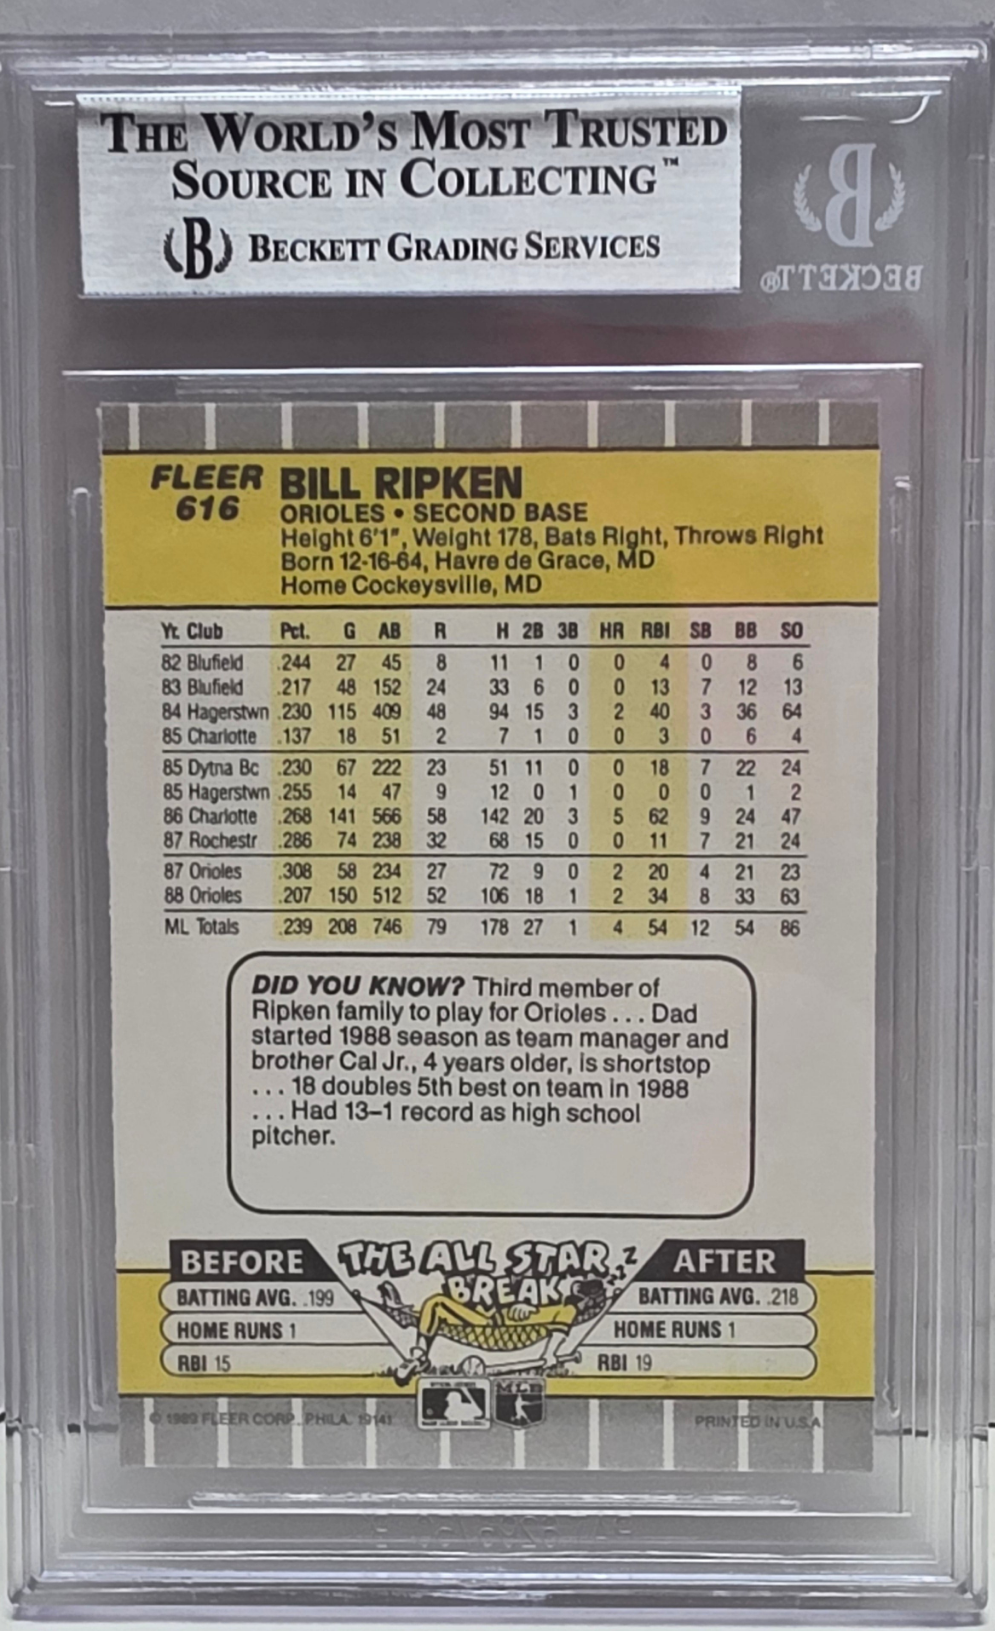 THE WORLD'S MOST TRUSTED
SOURCE IN COLLECTING™
B BECKETT GRADING SERVICES
B
BECKETT®
FLEER
616
BILL RIPKEN
ORIOLES • SECOND BASE
Height 6'1", Weight 178, Bats Right, Throws Right
Born 12-16-64, Havre de Grace, MD
Home Cockeysville, MD
Yr. Club Pct. G AB R H 2B 3B HR RBI SB BB SO
82 Blufield .244 27 45 8 11 1 0 0 4 0 8 6
83 Blufield .217 48 152 24 33 6 0 0 13 7 12 13
84 Hagerstwn .230 115 409 48 94 15 3 2 40 3 36 64
85 Charlotte .137 18 51 2 7 1 0 0 3 0 6 4
85 Dytna Bc .230 67 222 23 51 11 0 0 18 7 22 24
85 Hagerstwn .255 14 47 9 12 0 1 0 0 0 1 2
86 Charlotte .268 141 566 58 142 20 3 5 62 9 24 47
87 Rochestr .286 74 238 32 68 15 0 0 11 7 21 24
87 Orioles .308 58 234 27 72 9 0 2 20 4 21 23
88 Orioles .207 150 512 52 106 18 1 2 34 8 33 63
ML Totals .239 208 746 79 178 27 1 4 54 12 54 86
DID YOU KNOW? Third member of
Ripken family to play for Orioles . . . Dad
started 1988 season as team manager and
brother Cal Jr., 4 years older, is shortstop
. . . 18 doubles 5th best on team in 1988
. . . Had 13–1 record as high school
pitcher.
BEFORE
THE ALL STAR
BREAK
ZZZZ
AFTER
BATTING AVG. .199
BATTING AVG. .218
HOME RUNS 1
HOME RUNS 1
RBI 15
RBI 19
MLB
© 1989 FLEER CORP., PHILA. 19141
PRINTED IN U.S.A.